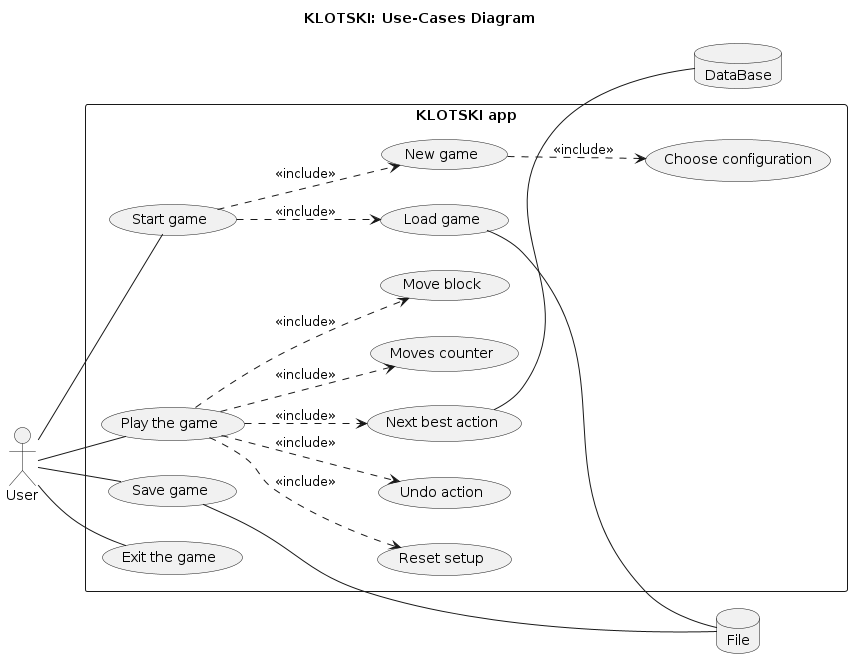 KLOTSKI: Use-Cases Diagram
DataBase
KLOTSKI app
New game
«include»
Choose configuration
«include»
Start game
«include»
Load game
Move block
«include»
Moves counter
«include»
Play the game
«include»
Next best action
«include»
User
Save game
«include»
Undo action
Exit the game
Reset setup
File